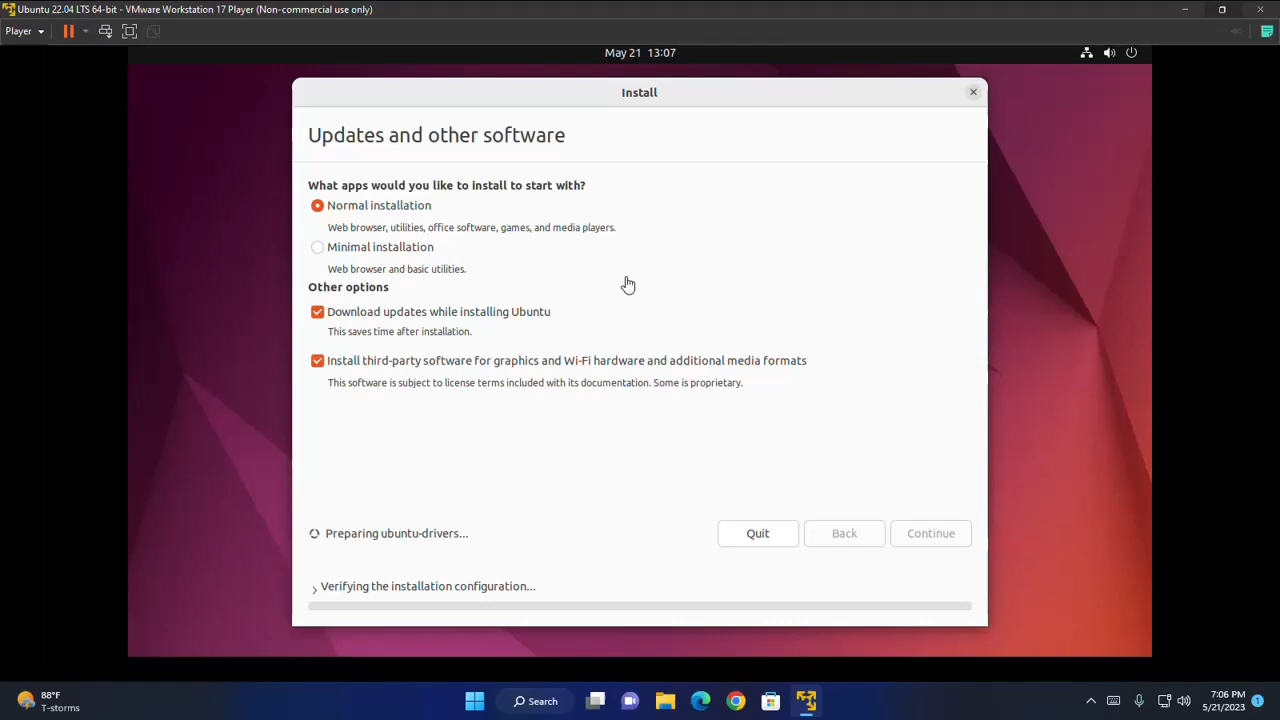 Ubuntu 22.04 LTS 64-bit - VMware Workstation 17 Player (Non-commercial use only)
Player
May 21 13:07
Install
Updates and other software
What apps would you like to install to start with?
Normal installation
Web browser, utilities, office software, games, and media players.
Minimal installation
Web browser and basic utilities.
Other options
Download updates while installing Ubuntu
This saves time after installation.
Install third-party software for graphics and Wi-Fi hardware and additional media formats
This software is subject to license terms included with its documentation. Some is proprietary.
Preparing ubuntu-drivers...
Quit
Back
Continue
Verifying the installation configuration...
88°F
T-storms
Search
7:06 PM
5/21/2023
1